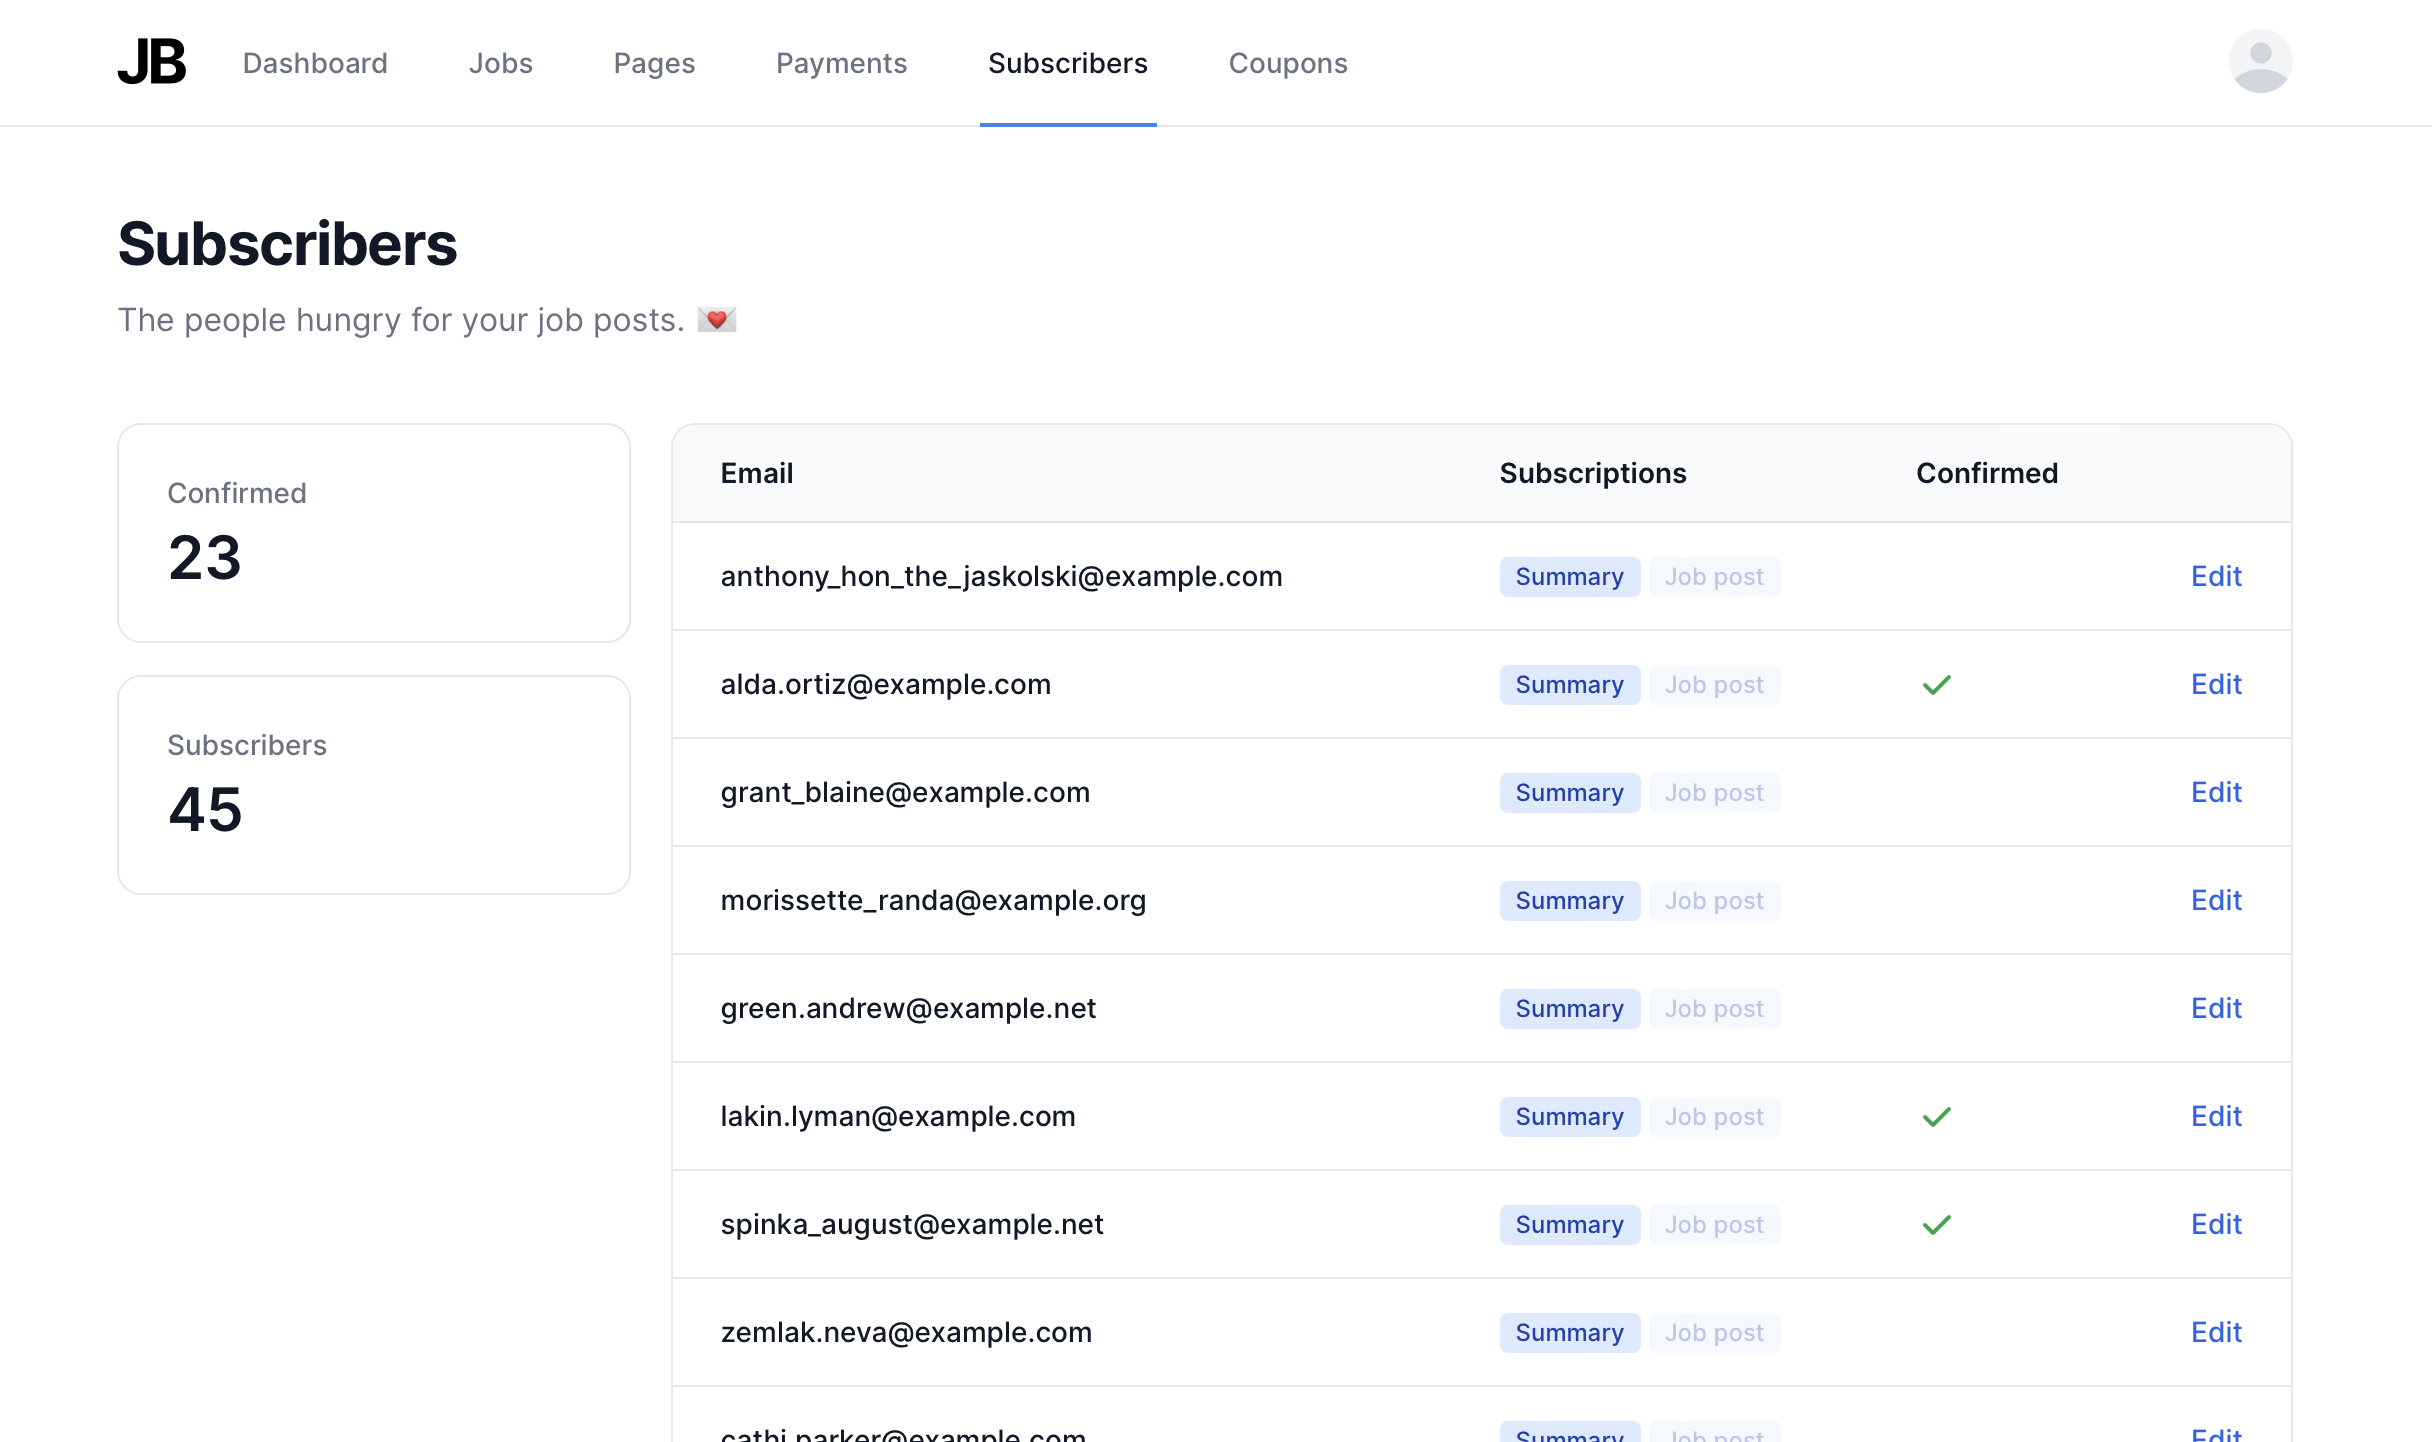 JB Dashboard Jobs Pages Payments Subscribers Coupons
Subscribers
The people hungry for your job posts. 💌
Confirmed
23
Subscribers
45
Email Subscriptions Confirmed
anthony_hon_the_jaskolski@example.com Summary Job post Edit
alda.ortiz@example.com Summary Job post Edit
grant_blaine@example.com Summary Job post Edit
morissette_randa@example.org Summary Job post Edit
green.andrew@example.net Summary Job post Edit
lakin.lyman@example.com Summary Job post Edit
spinka_august@example.net Summary Job post Edit
zemlak.neva@example.com Summary Job post Edit
cathi.parker@example.com Summary Job post Edit